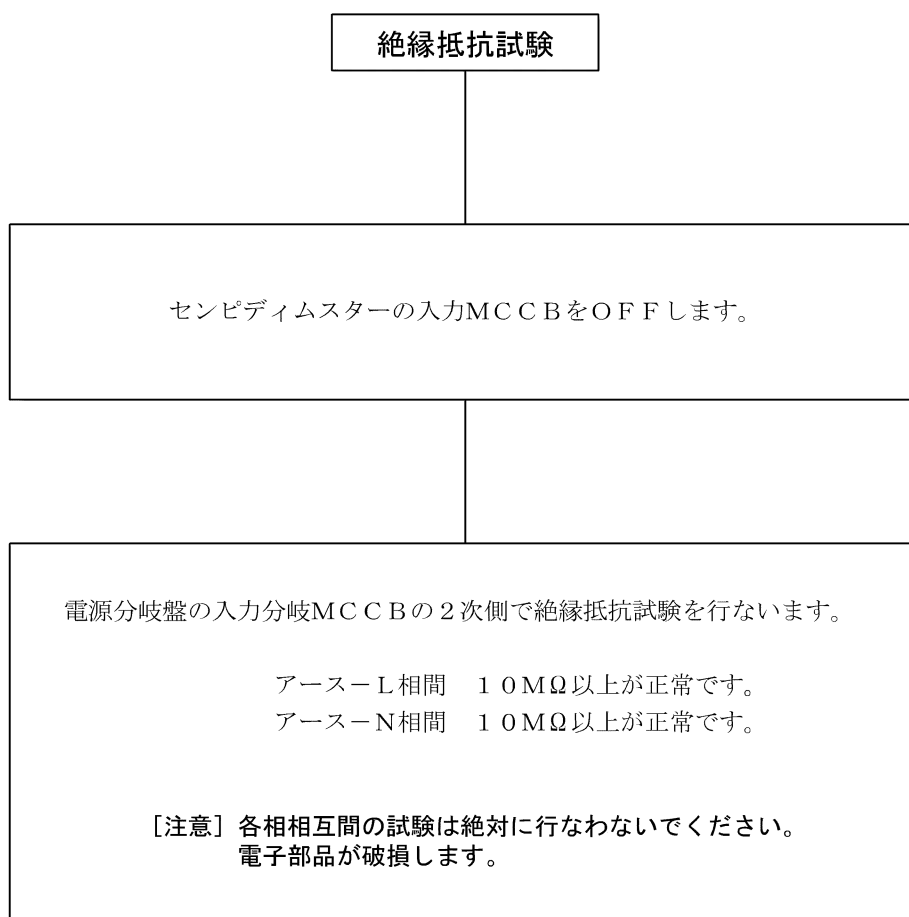 絶縁抵抗試験
センピディムスターの入力MCCBをOFFします。
電源分岐盤の入力分岐MCCBの2次側で絶縁抵抗試験を行ないます。
アース-L相間　10MΩ以上が正常です。
アース-N相間　10MΩ以上が正常です。
[注意] 各相相互間の試験は絶対に行なわないでください。
電子部品が破損します。